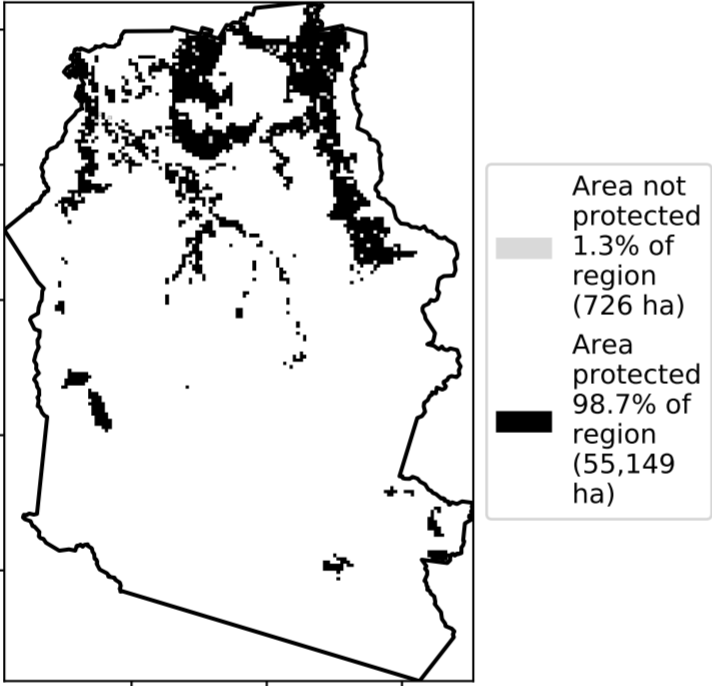 Area not
protected
1.3% of
region
(726 ha)
Area
protected
98.7% of
region
(55,149
ha)